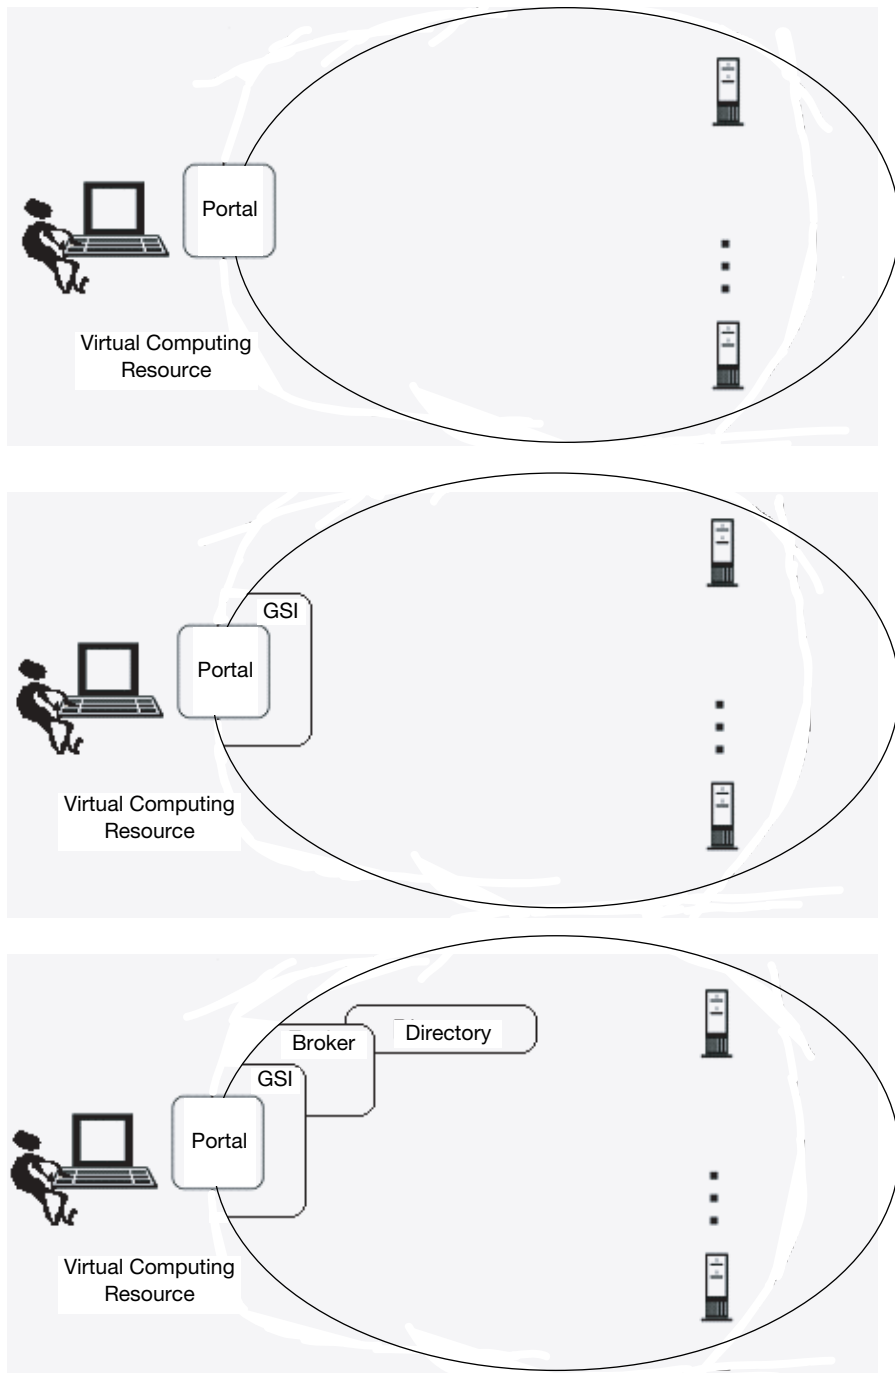 Portal
Virtual Computing
Resource
GSI
Portal
Virtual Computing
Resource
Directory
Broker
GSI
Portal
Virtual Computing
Resource